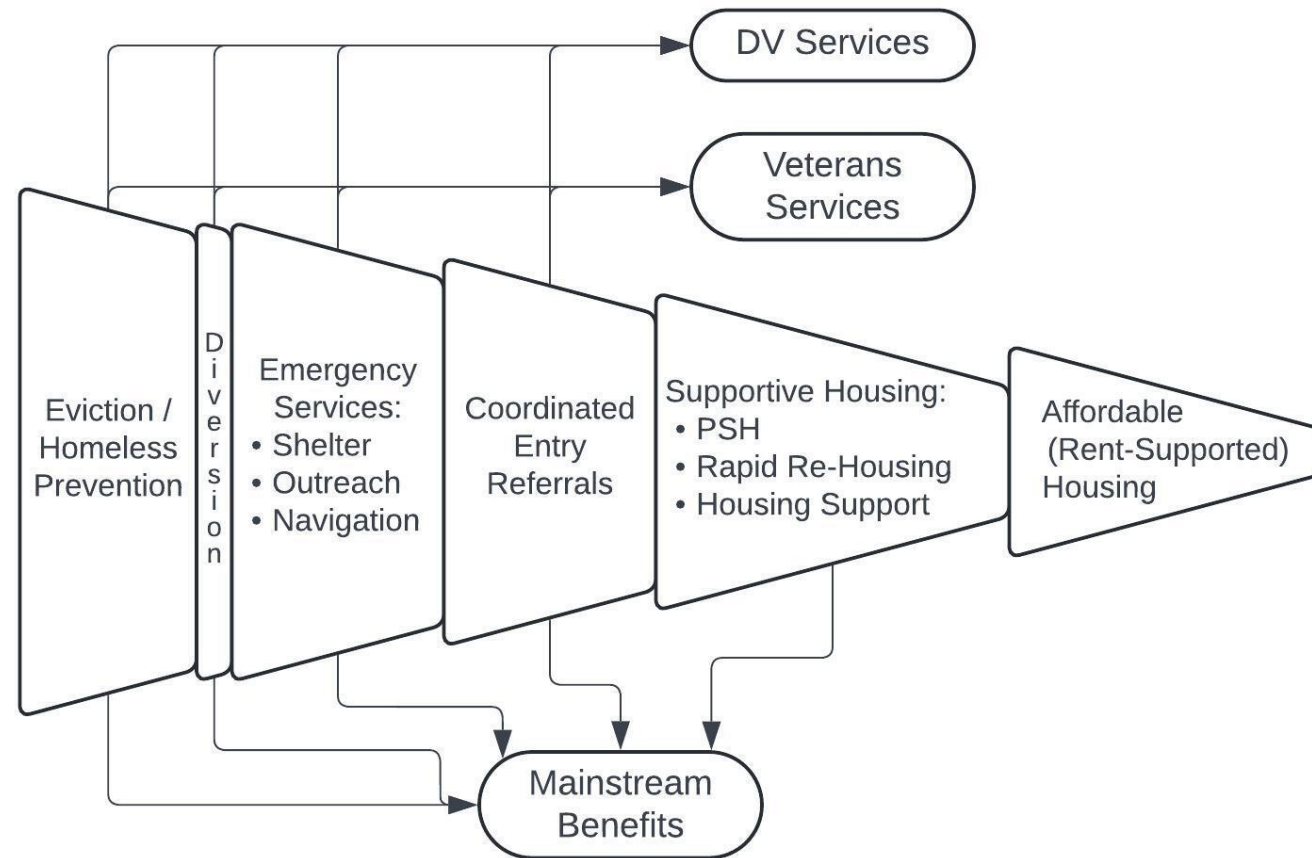 DV Services
Veterans
Services
Eviction /
Homeless
Prevention
Diversion
Emergency
Services:
• Shelter
• Outreach
• Navigation
Coordinated
Entry
Referrals
Supportive Housing:
• PSH
• Rapid Re-Housing
• Housing Support
Affordable
(Rent-Supported)
Housing
Mainstream
Benefits